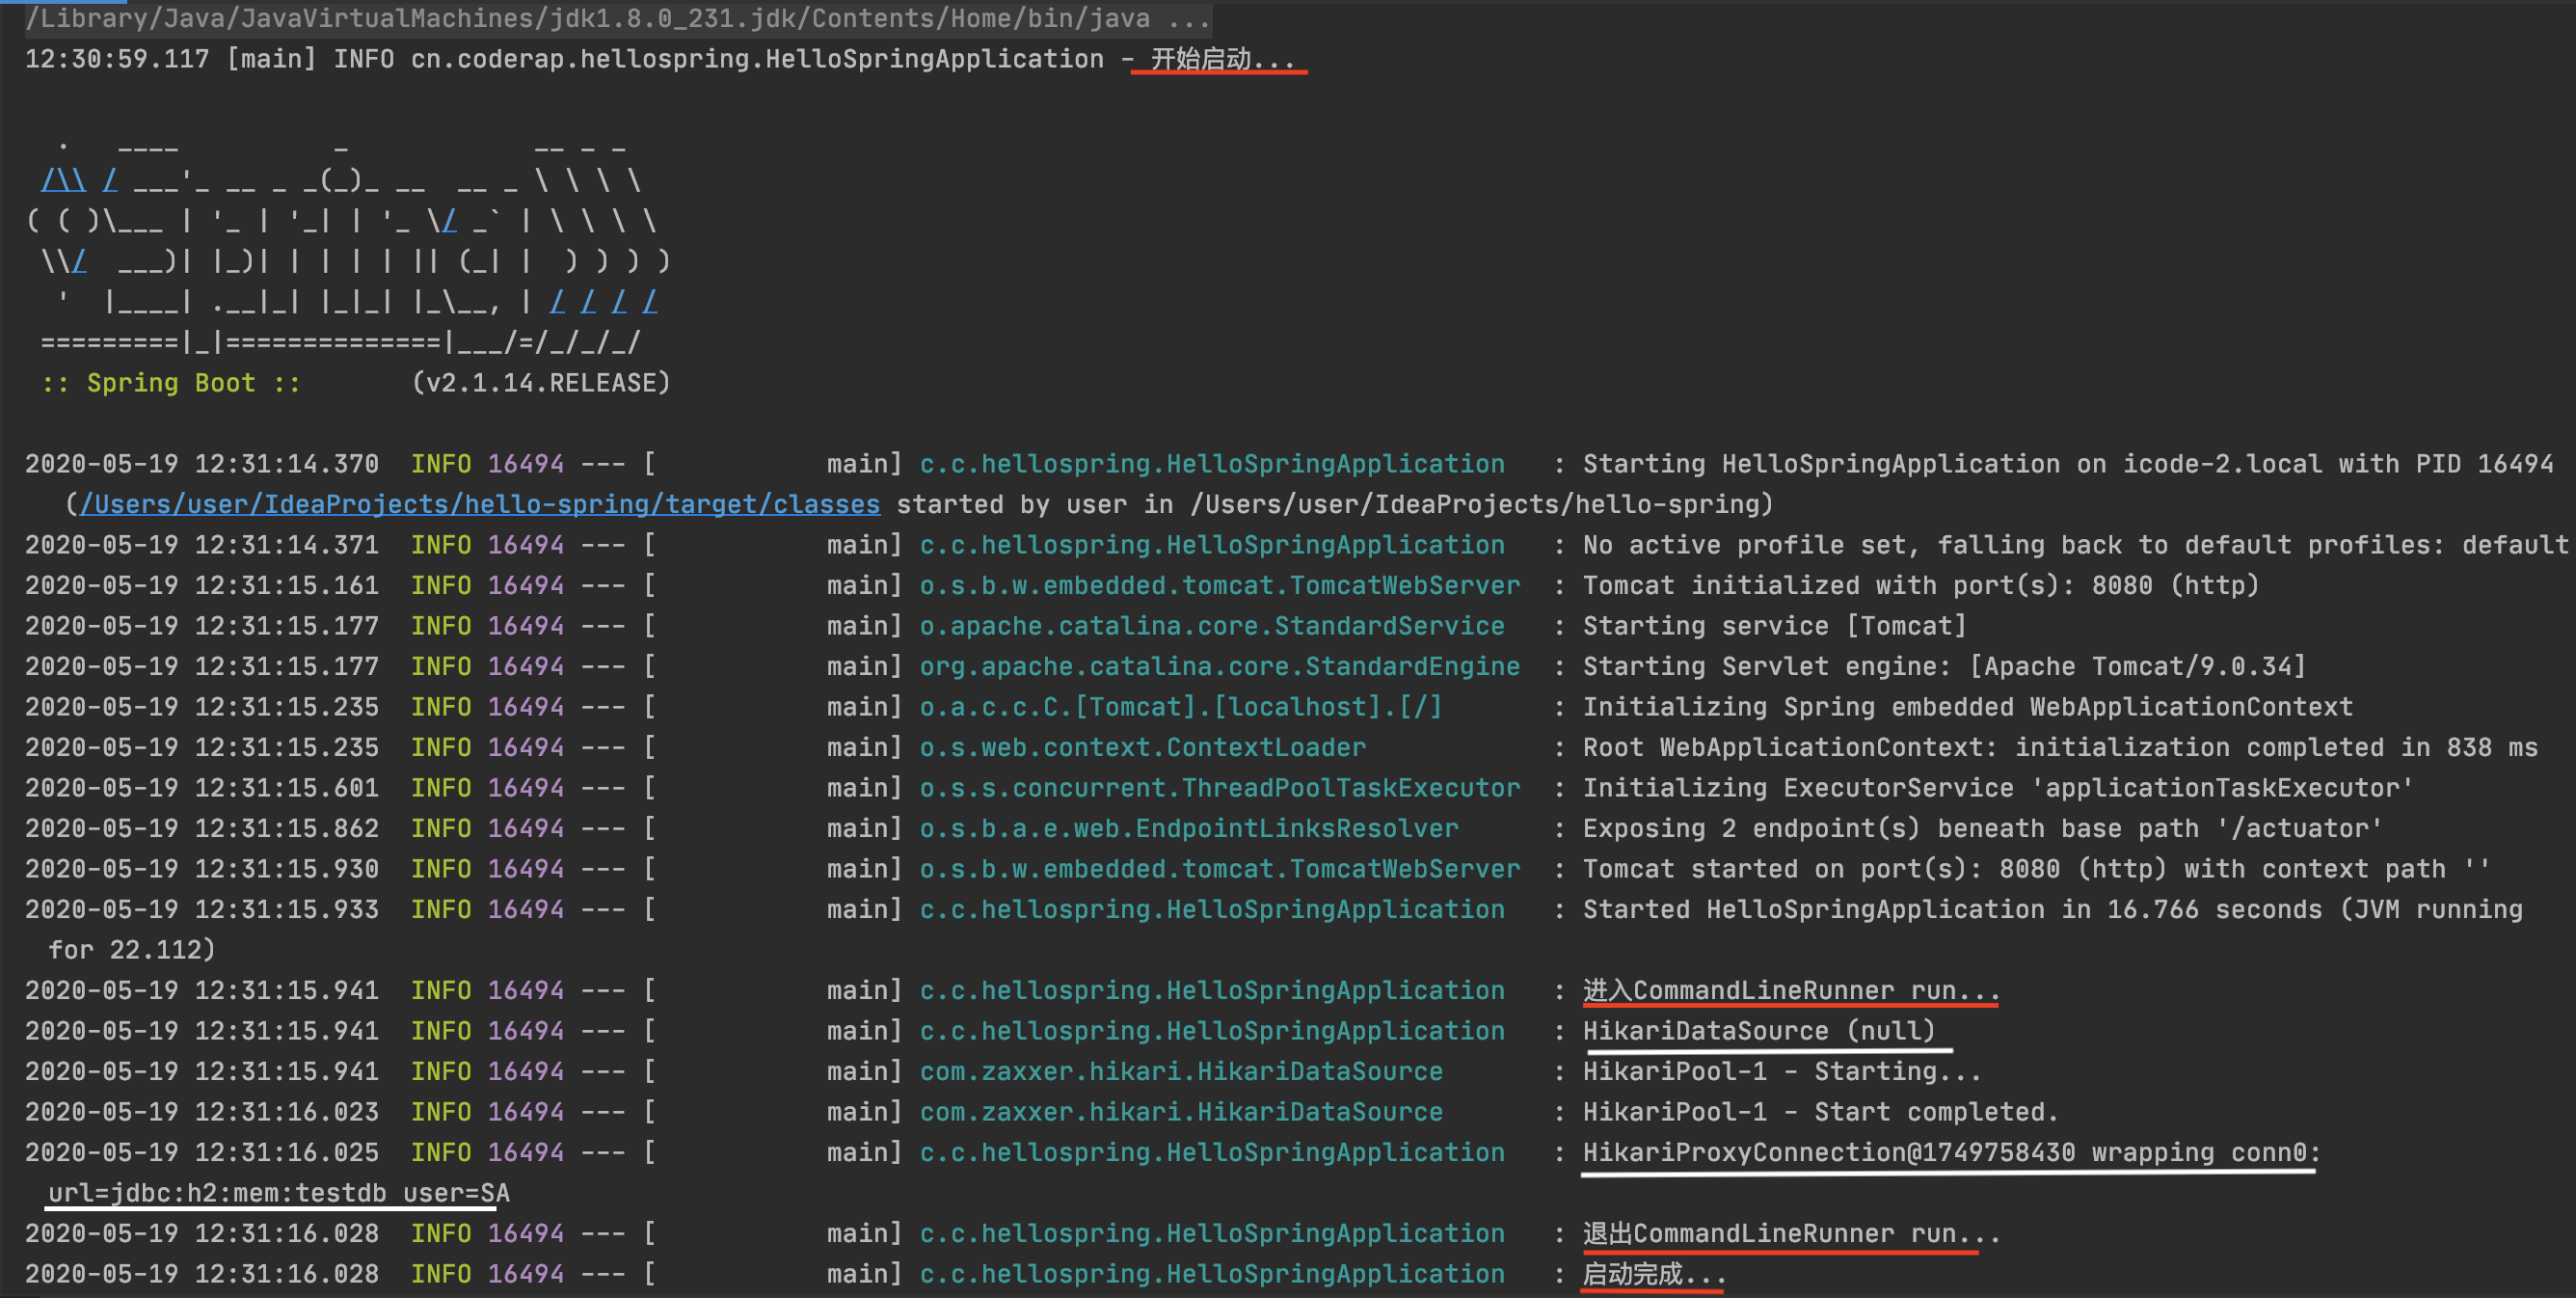 /Library/Java/JavaVirtualMachines/jdk1.8.0_231.jdk/Contents/Home/bin/java ...
12:30:59.117 [main] INFO cn.coderap.hellospring.HelloSpringApplication - 开始启动...
  .   ____          _            __ _ _
 /\\ / ___'_ __ _ _(_)_ __  __ _ \ \ \ \
( ( )\___ | '_ | '_| | '_ \/ _` | \ \ \ \
 \\/  ___)| |_)| | | | | || (_| |  ) ) ) )
  '  |____| .__|_| |_|_| |_\__, | / / / /
 =========|_|==============|___/=/_/_/_/
 :: Spring Boot ::       (v2.1.14.RELEASE)
2020-05-19 12:31:14.370  INFO 16494 --- [           main] c.c.hellospring.HelloSpringApplication   : Starting HelloSpringApplication on icode-2.local with PID 16494
(/Users/user/IdeaProjects/hello-spring/target/classes started by user in /Users/user/IdeaProjects/hello-spring)
2020-05-19 12:31:14.371  INFO 16494 --- [           main] c.c.hellospring.HelloSpringApplication   : No active profile set, falling back to default profiles: default
2020-05-19 12:31:15.161  INFO 16494 --- [           main] o.s.b.w.embedded.tomcat.TomcatWebServer  : Tomcat initialized with port(s): 8080 (http)
2020-05-19 12:31:15.177  INFO 16494 --- [           main] o.apache.catalina.core.StandardService   : Starting service [Tomcat]
2020-05-19 12:31:15.177  INFO 16494 --- [           main] org.apache.catalina.core.StandardEngine  : Starting Servlet engine: [Apache Tomcat/9.0.34]
2020-05-19 12:31:15.235  INFO 16494 --- [           main] o.a.c.c.C.[Tomcat].[localhost].[/]       : Initializing Spring embedded WebApplicationContext
2020-05-19 12:31:15.235  INFO 16494 --- [           main] o.s.web.context.ContextLoader            : Root WebApplicationContext: initialization completed in 838 ms
2020-05-19 12:31:15.601  INFO 16494 --- [           main] o.s.s.concurrent.ThreadPoolTaskExecutor  : Initializing ExecutorService 'applicationTaskExecutor'
2020-05-19 12:31:15.862  INFO 16494 --- [           main] o.s.b.a.e.web.EndpointLinksResolver      : Exposing 2 endpoint(s) beneath base path '/actuator'
2020-05-19 12:31:15.930  INFO 16494 --- [           main] o.s.b.w.embedded.tomcat.TomcatWebServer  : Tomcat started on port(s): 8080 (http) with context path ''
2020-05-19 12:31:15.933  INFO 16494 --- [           main] c.c.hellospring.HelloSpringApplication   : Started HelloSpringApplication in 16.766 seconds (JVM running
for 22.112)
2020-05-19 12:31:15.941  INFO 16494 --- [           main] c.c.hellospring.HelloSpringApplication   : 进入CommandLineRunner run...
2020-05-19 12:31:15.941  INFO 16494 --- [           main] c.c.hellospring.HelloSpringApplication   : HikariDataSource (null)
2020-05-19 12:31:15.941  INFO 16494 --- [           main] com.zaxxer.hikari.HikariDataSource       : HikariPool-1 - Starting...
2020-05-19 12:31:16.023  INFO 16494 --- [           main] com.zaxxer.hikari.HikariDataSource       : HikariPool-1 - Start completed.
2020-05-19 12:31:16.025  INFO 16494 --- [           main] c.c.hellospring.HelloSpringApplication   : HikariProxyConnection@1749758430 wrapping conn0:
url=jdbc:h2:mem:testdb user=SA
2020-05-19 12:31:16.028  INFO 16494 --- [           main] c.c.hellospring.HelloSpringApplication   : 退出CommandLineRunner run...
2020-05-19 12:31:16.028  INFO 16494 --- [           main] c.c.hellospring.HelloSpringApplication   : 启动完成...